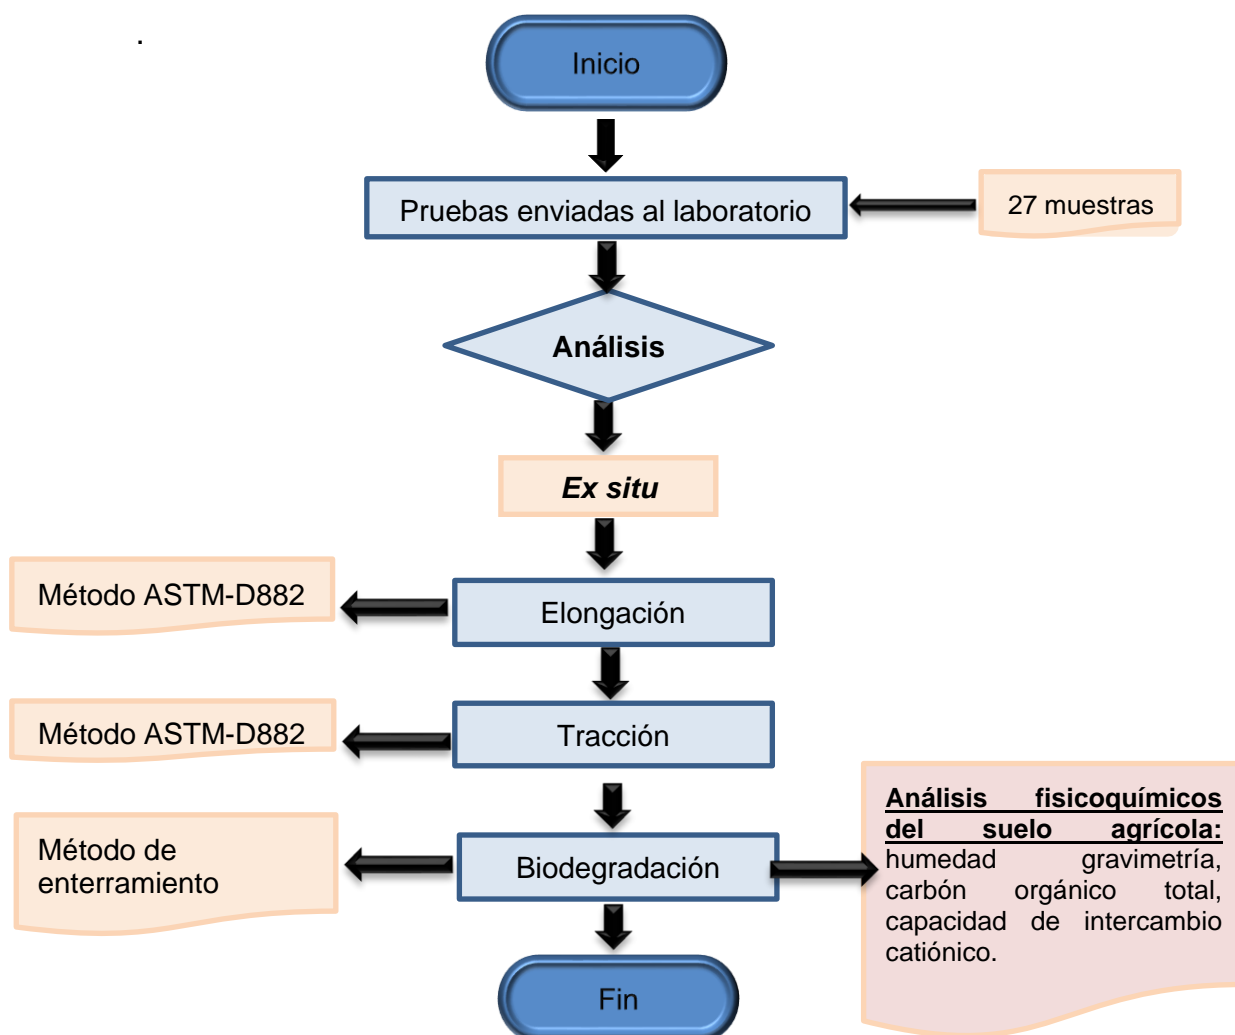 .
Inicio
Pruebas enviadas al laboratorio
27 muestras
Análisis
Ex situ
Método ASTM-D882
Elongación
Método ASTM-D882
Tracción
Método de
enterramiento
Biodegradación
Análisis fisicoquímicos
del suelo agrícola:
humedad gravimetría,
carbón orgánico total,
capacidad de intercambio
catiónico.
Fin